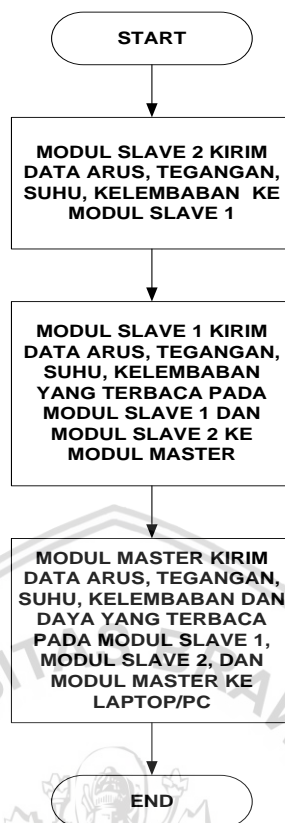 START
MODUL SLAVE 2 KIRIM
DATA ARUS, TEGANGAN,
SUHU, KELEMBABAN KE
MODUL SLAVE 1
MODUL SLAVE 1 KIRIM
DATA ARUS, TEGANGAN,
SUHU, KELEMBABAN
YANG TERBACA PADA
MODUL SLAVE 1 DAN
MODUL SLAVE 2 KE
MODUL MASTER
MODUL MASTER KIRIM
DATA ARUS, TEGANGAN,
SUHU, KELEMBABAN DAN
DAYA YANG TERBACA
PADA MODUL SLAVE 1,
MODUL SLAVE 2, DAN
MODUL MASTER KE
LAPTOP/PC
END